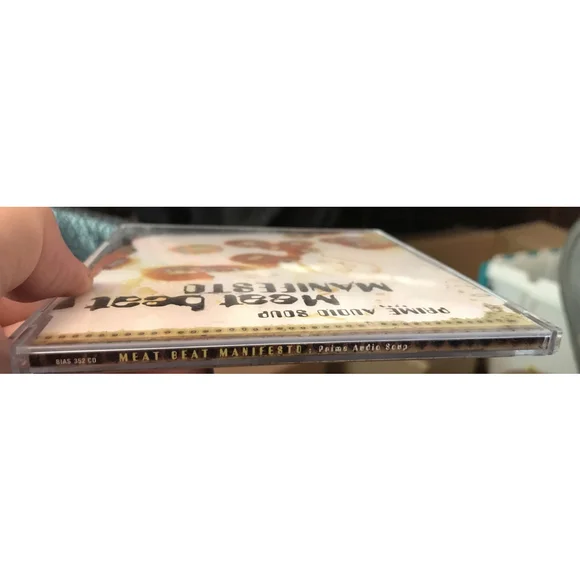 PRIME AUDIO SOUP
Meat beat
MANIFESTO
BIAS 352 CD MEAT BEAT MANIFESTO : Prime Audio Soup